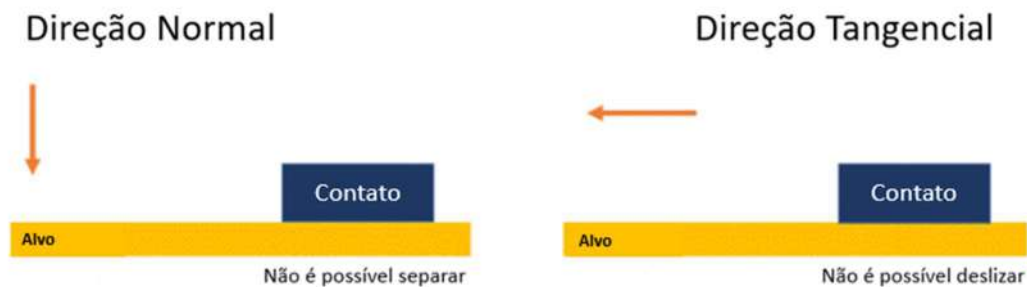 Direção Normal
Contato
Alvo
Não é possível separar
Direção Tangencial
Contato
Alvo
Não é possível deslizar